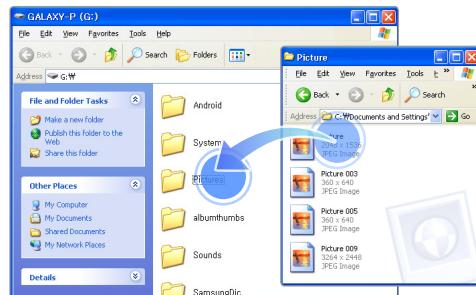 GALAXY-P (G:)
File Edit View Favorites Tools Help
Back Search Folders
Address G:₩
File and Folder Tasks
Make a new folder
Publish this folder to the
Web
Share this folder
Other Places
My Computer
My Documents
Shared Documents
My Network Places
Details
Android
System
Pictures
albumthumbs
Sounds
SamsungDic
Picture
File Edit View Favorites Tools »
Back Search »
Address C:₩Documents and Settings Go
2048 x 1536
JPEG Image
Picture 003
360 x 640
JPEG Image
Picture 005
360 x 640
JPEG Image
Picture 009
3264 x 2448
JPEG Image